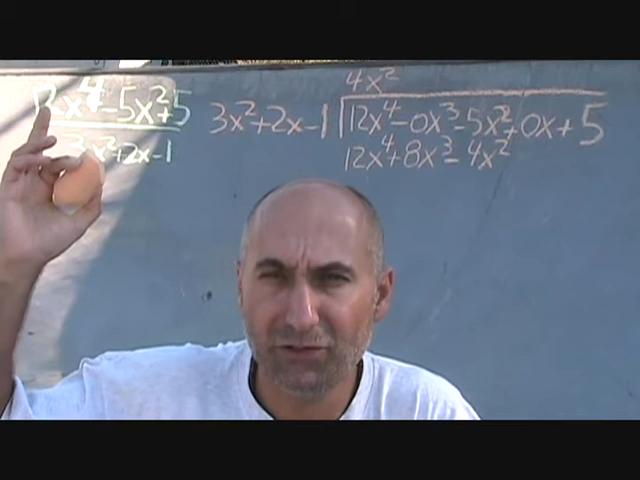 12x⁴-5x²+5
3x²+2x-1
4x²
3x²+2x-1 12x⁴-0x³-5x²+0x+5
12x⁴+8x³-4x²